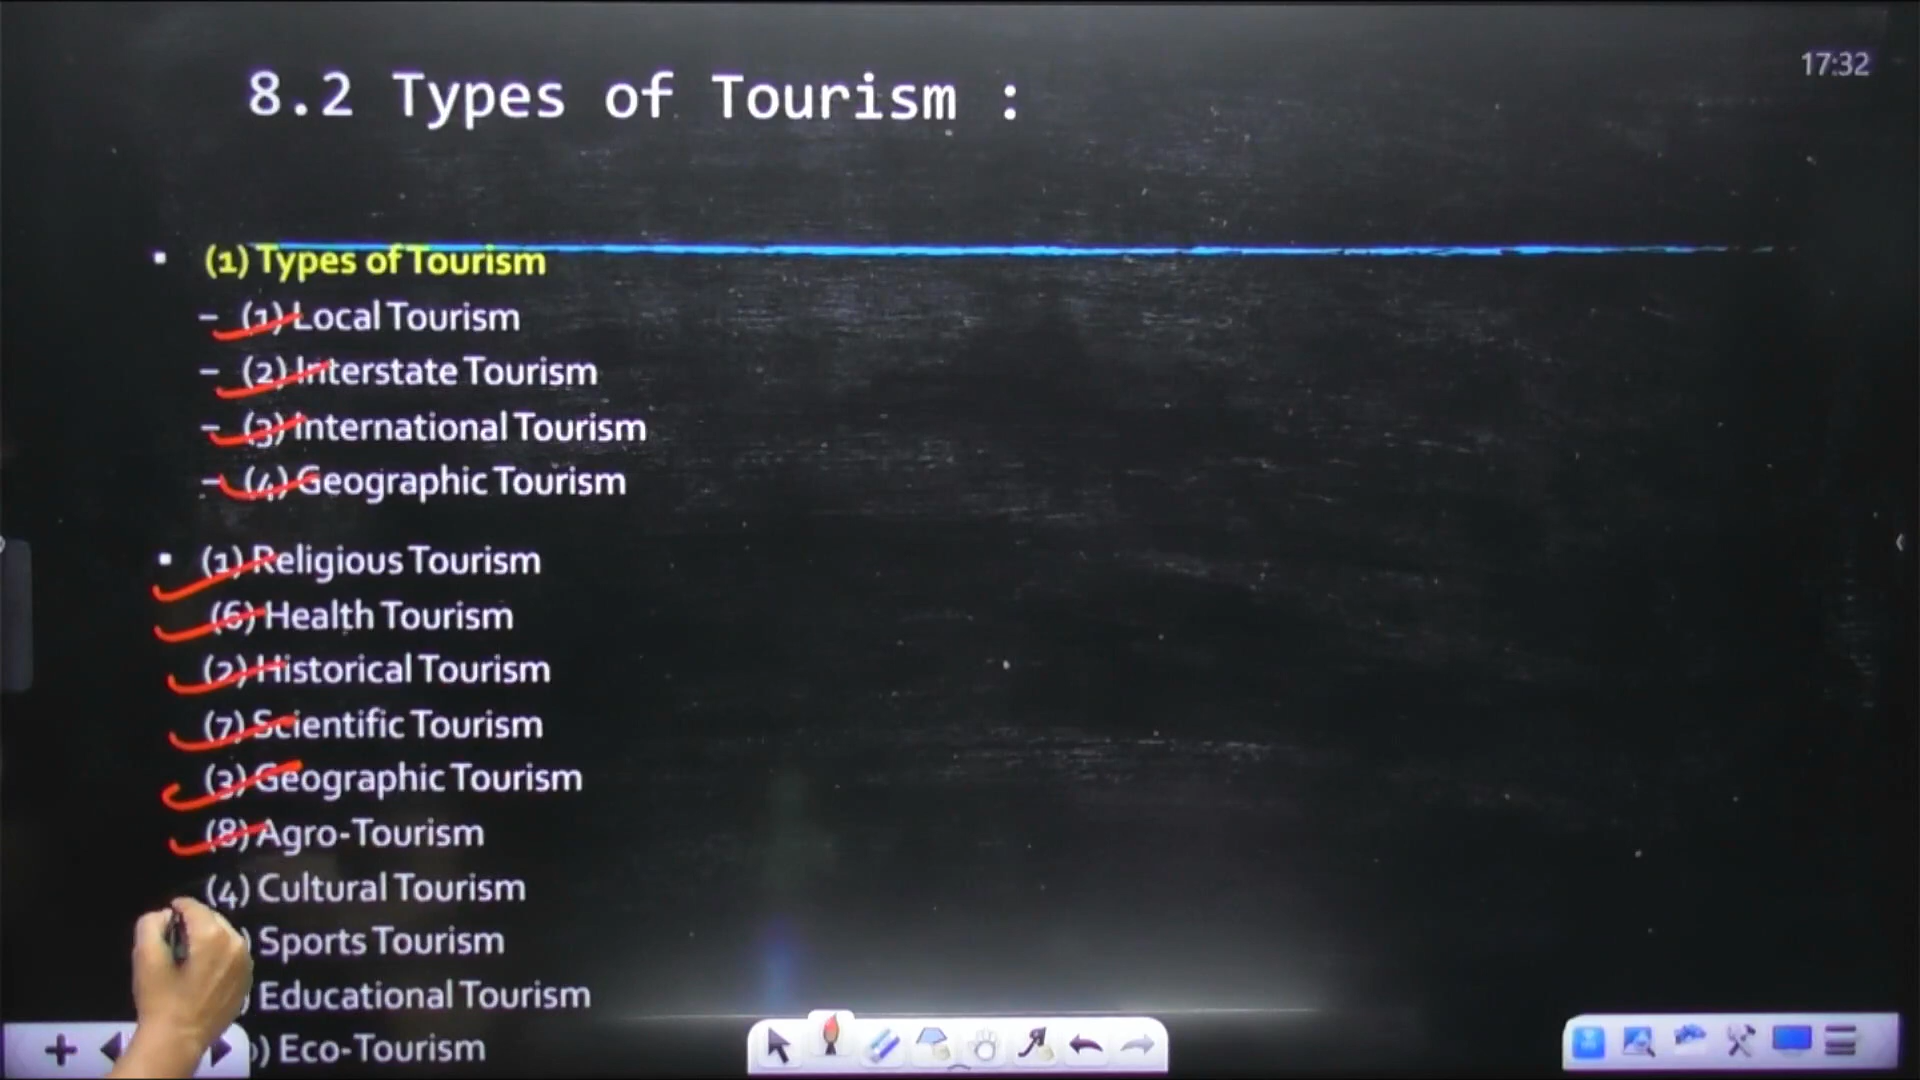 17:32
8.2 Types of Tourism :
▪ (1) Types of Tourism
– (1) Local Tourism
– (2) Interstate Tourism
– (3) International Tourism
– (4) Geographic Tourism
▪ (1) Religious Tourism
(6) Health Tourism
(2) Historical Tourism
(7) Scientific Tourism
(3) Geographic Tourism
(8) Agro-Tourism
(4) Cultural Tourism
) Sports Tourism
) Educational Tourism
) Eco-Tourism